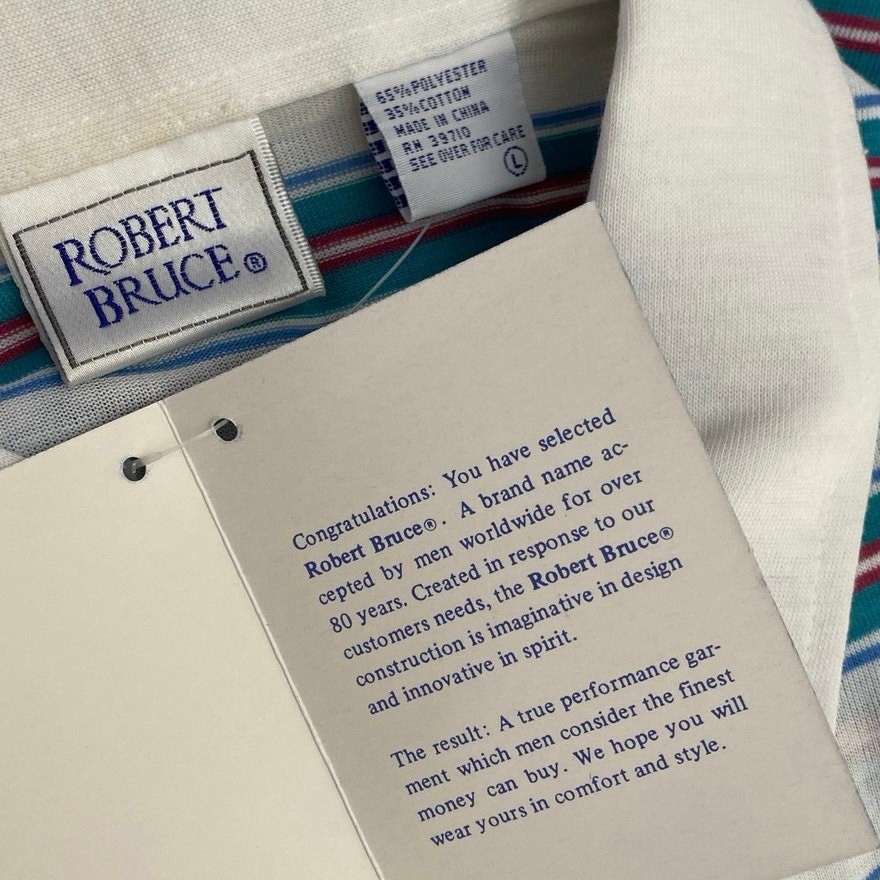 65% POLYESTER
35% COTTON
MADE IN CHINA
RN 39710
SEE OVER FOR CARE
L
ROBERT
BRUCE®
Congratulations: You have selected
Robert Bruce®. A brand name ac-
cepted by men worldwide for over
80 years. Created in response to our
customers needs, the Robert Bruce®
construction is imaginative in design
and innovative in spirit.
The result: A true performance gar-
ment which men consider the finest
money can buy. We hope you will
wear yours in comfort and style.